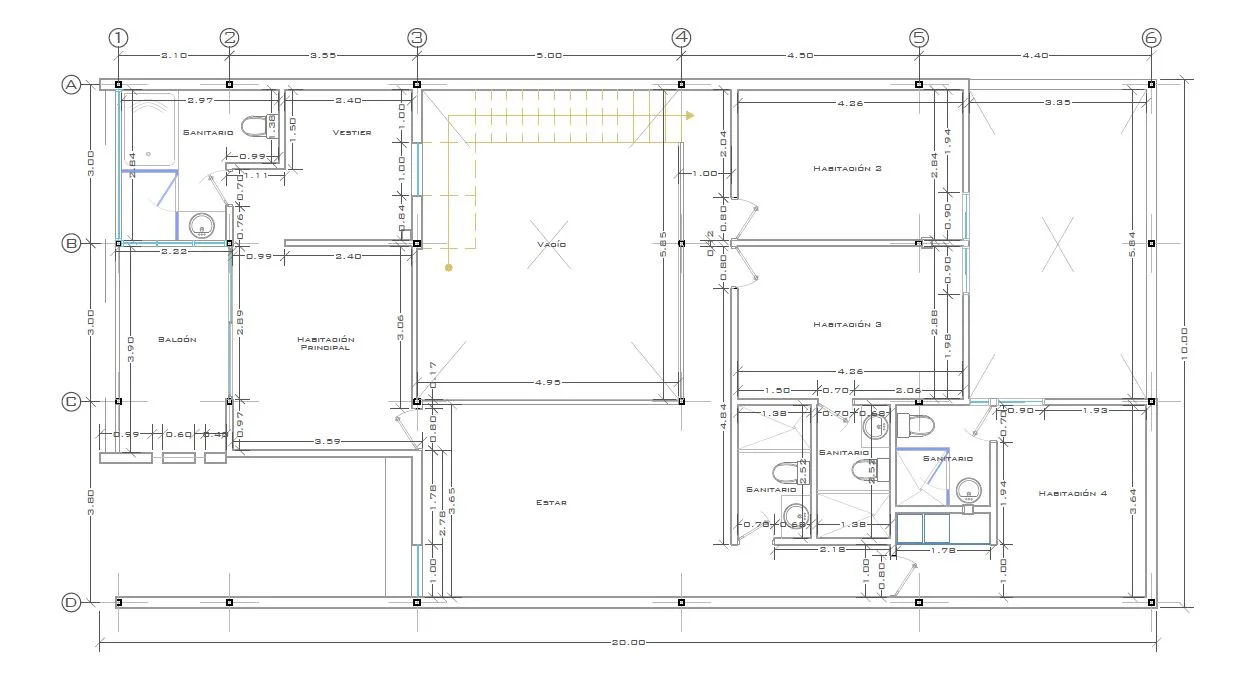 1 2 3 4 5 6
2.10 3.55 5.00 4.50 4.40
A
2.97 2.40 4.26 3.35
1.38 1.50 1.00 2.04 1.94
SANITARIO VESTIER
3.00 2.84 0.99 1.00 2.84
1.11 1.00 HABITACIÓN 2
0.70
0.76 0.84 0.80 0.90
B VACÍO 5.85 0.42 5.84
2.22 0.99 2.40
0.80 0.90
3.00 2.89 3.06 HABITACIÓN 3 2.88
BALCÓN HABITACIÓN
PRINCIPAL
3.90 1.98 10.00
0.17 4.95 4.26
1.50 0.70 2.06
C
0.97 0.80 4.84 1.38 0.70 0.68 0.70 0.90 1.93
0.99 0.60 0.40 3.59
SANITARIO SANITARIO
2.52 2.52
SANITARIO
3.80 1.78 3.65 1.94 HABITACIÓN 4 3.64
ESTAR
2.78 0.70 0.68 1.38
2.18 1.78
1.00 1.00 0.80 1.00
D
20.00